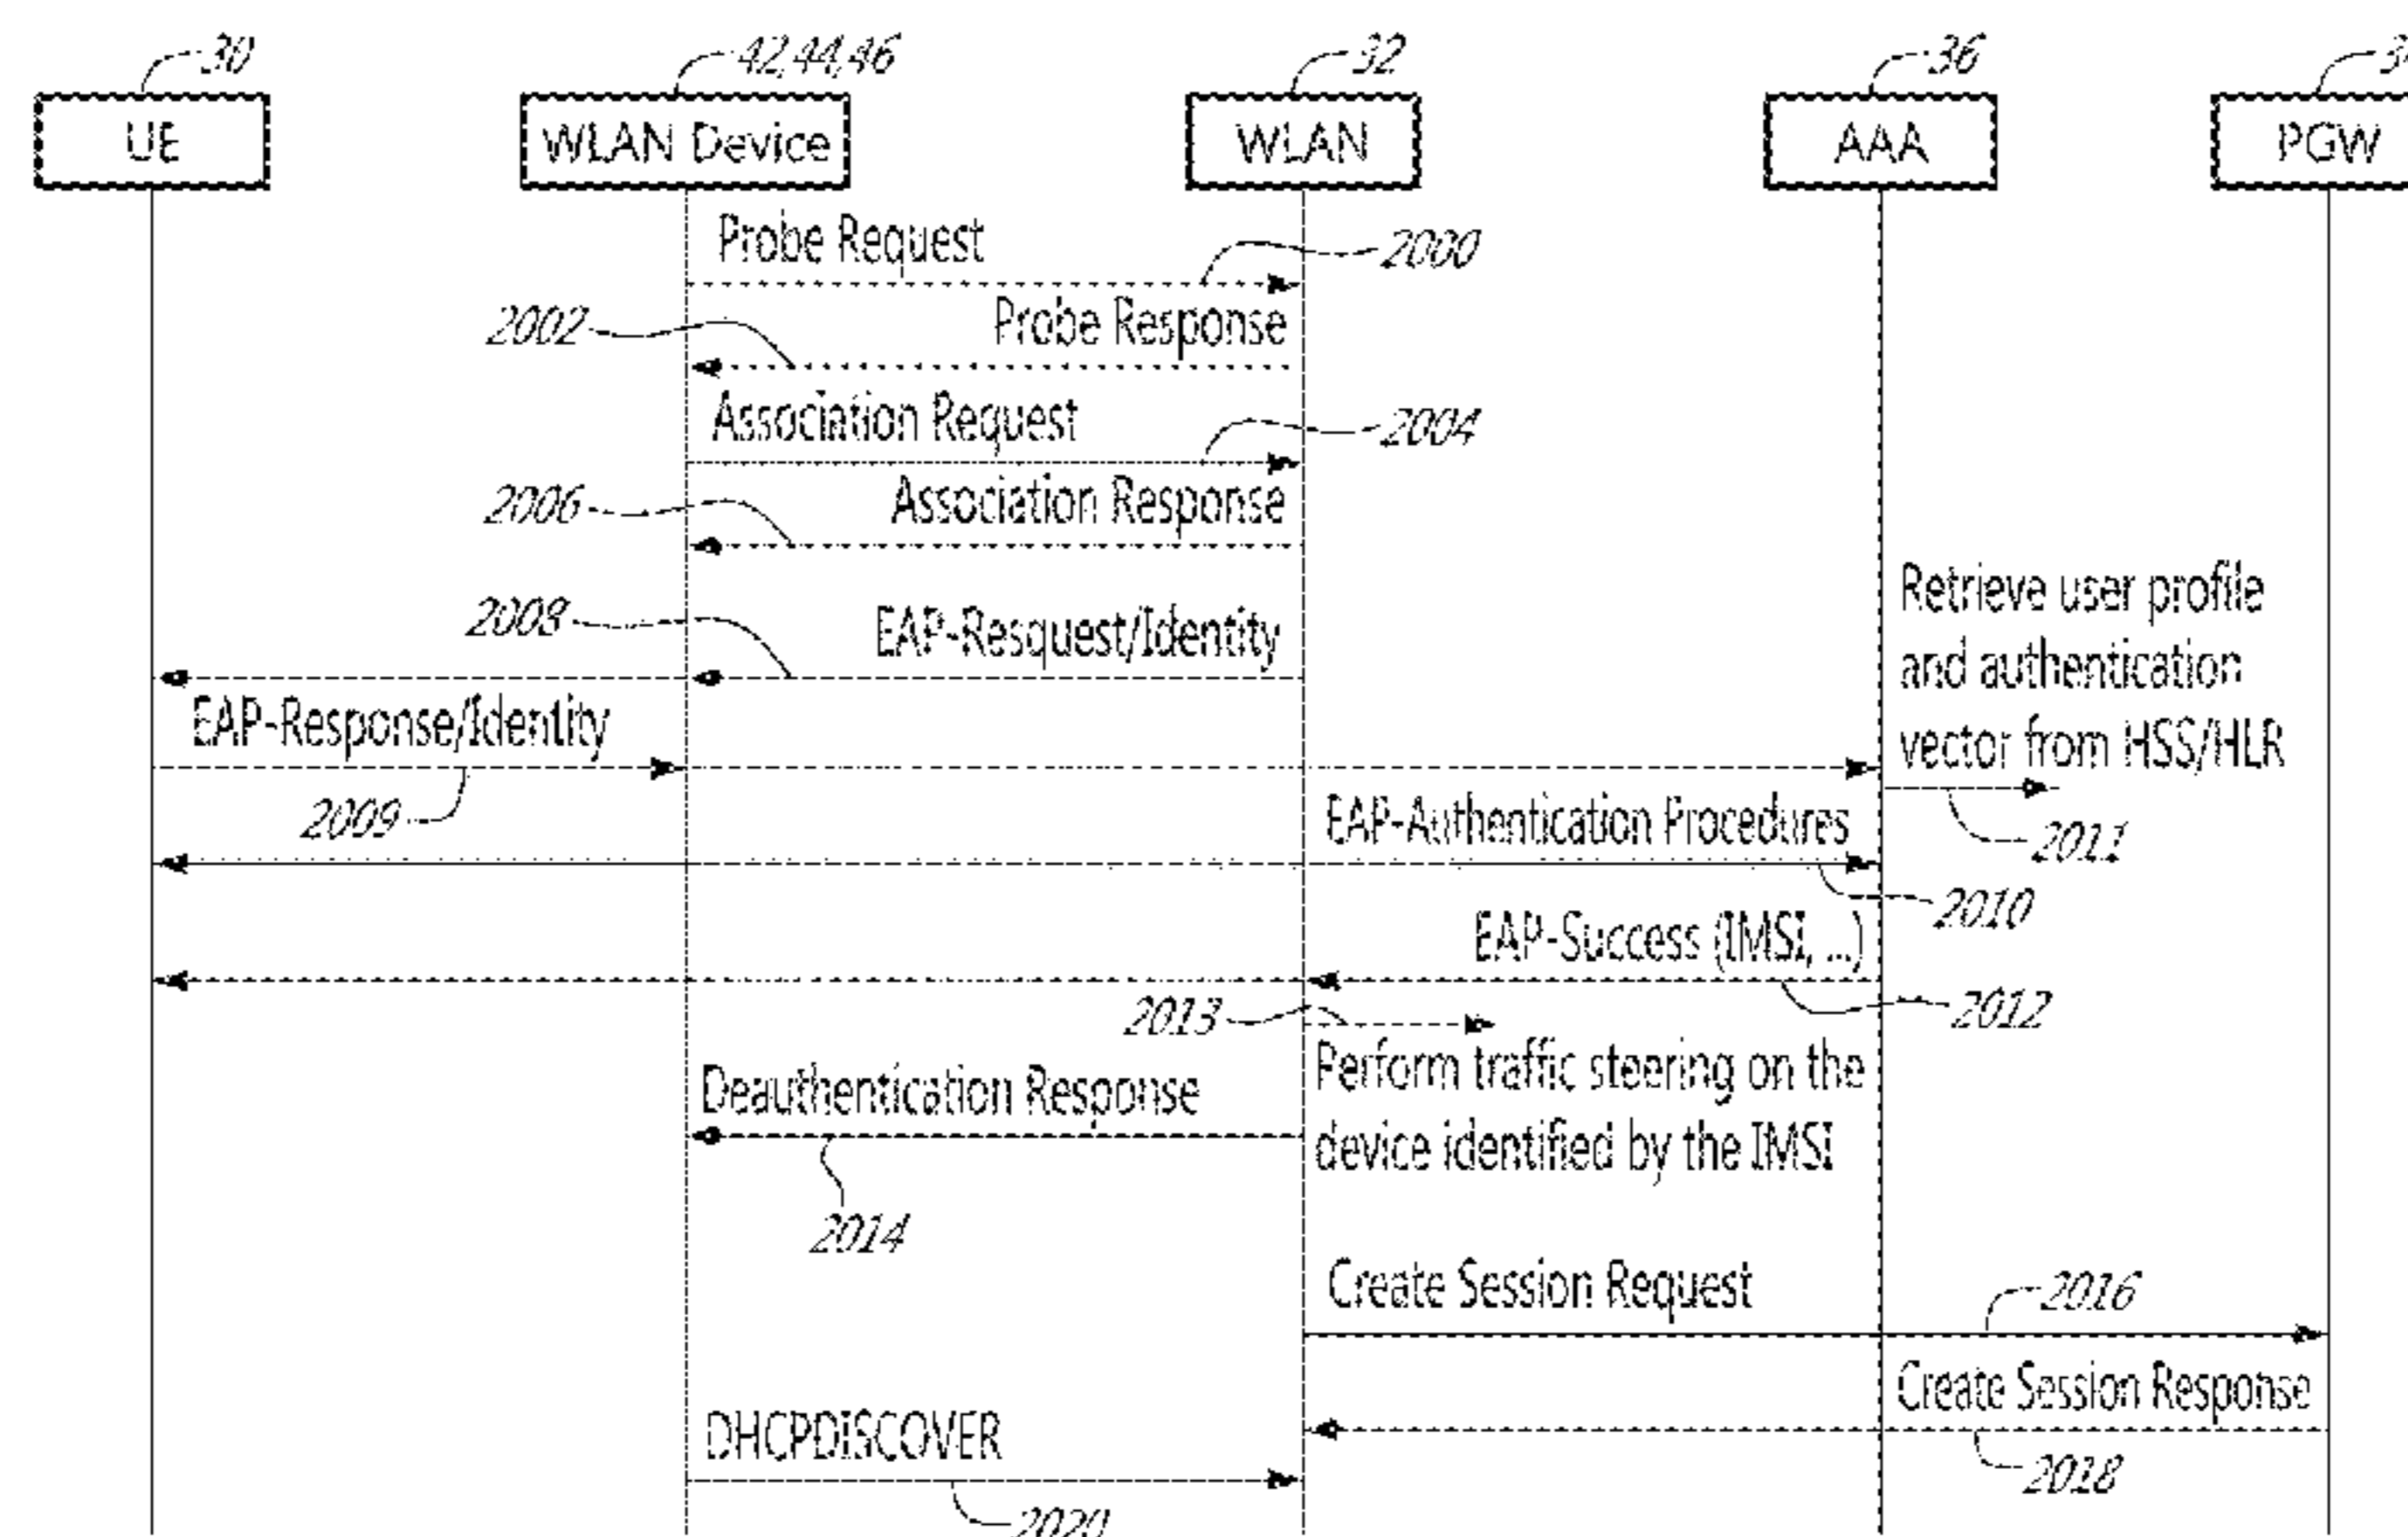 30
42,44,46
32
36
UE
WLAN Device
WLAN
AAA
PGW
Probe Request
2000
Probe Response
2002
Association Request
2004
Association Response
2006
EAP-Resquest/Identity
2008
Retrieve user profile
and authentication
vector from HSS/HLR
2011
EAP-Response/Identity
2009
EAP-Authentication Procedures
2010
EAP-Success (IMSI, ...)
2012
2013
Perform traffic steering on the
device identified by the IMSI
Deauthentication Response
2014
Create Session Request
2016
Create Session Response
2018
DHCPDISCOVER
2020